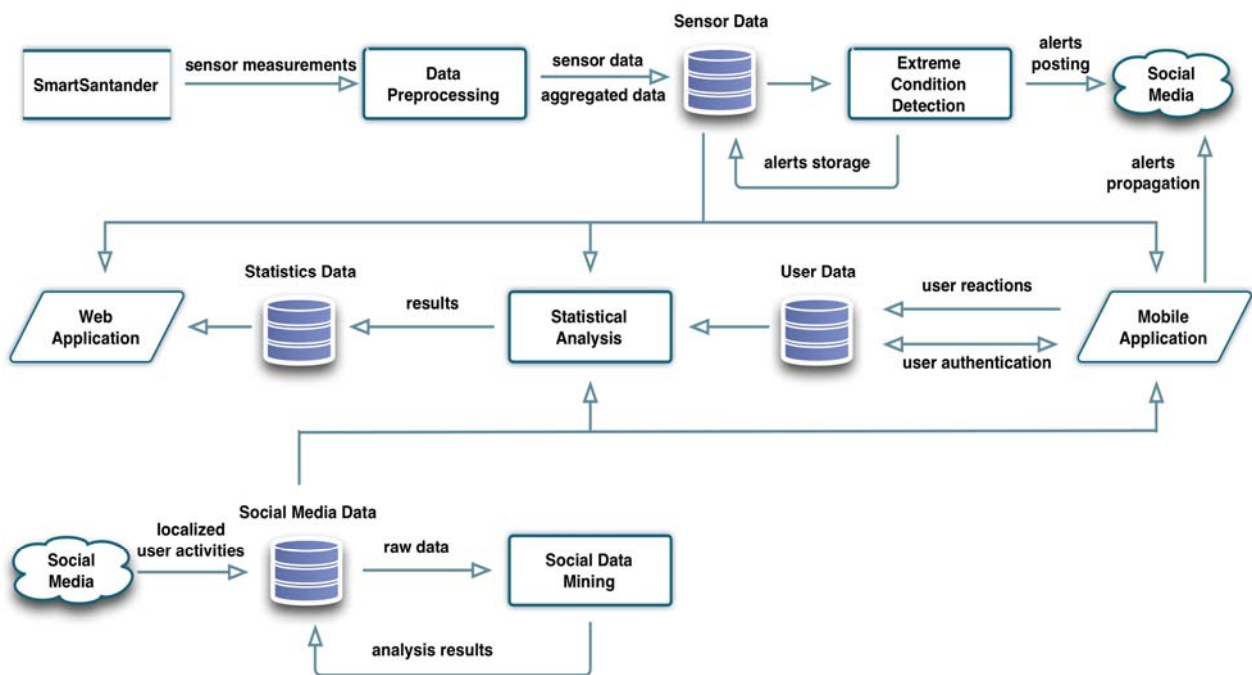 Sensor Data
SmartSantander
sensor measurements
Data
Preprocessing
sensor data
aggregated data
Extreme
Condition
Detection
alerts
posting
Social
Media
alerts storage
alerts
propagation
Web
Application
Statistics Data
results
Statistical
Analysis
User Data
user reactions
user authentication
Mobile
Application
Social
Media
localized
user activities
Social Media Data
raw data
Social Data
Mining
analysis results